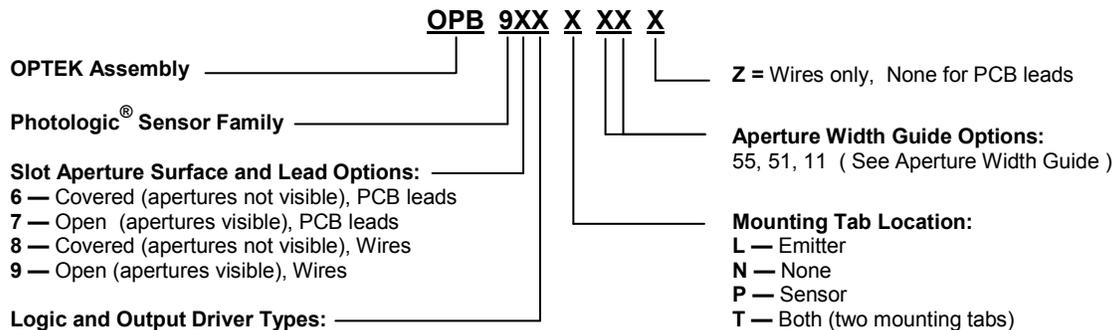 OPB 9XX X XX X
OPTEK Assembly
Photologic® Sensor Family
Slot Aperture Surface and Lead Options:
6 — Covered (apertures not visible), PCB leads
7 — Open (apertures visible), PCB leads
8 — Covered (apertures not visible), Wires
9 — Open (apertures visible), Wires
Logic and Output Driver Types:
Z = Wires only, None for PCB leads
Aperture Width Guide Options:
55, 51, 11 ( See Aperture Width Guide )
Mounting Tab Location:
L — Emitter
N — None
P — Sensor
T — Both (two mounting tabs)